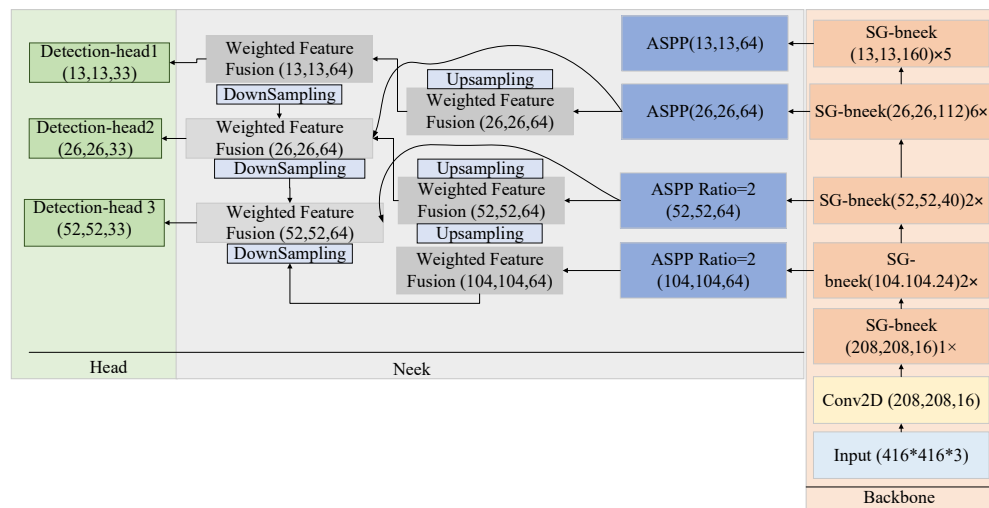 Detection-head1
(13,13,33)
Detection-head2
(26,26,33)
Detection-head 3
(52,52,33)
Head
Weighted Feature
Fusion (13,13,64)
DownSampling
Weighted Feature
Fusion (26,26,64)
DownSampling
Weighted Feature
Fusion (52,52,64)
DownSampling
Upsampling
Weighted Feature
Fusion (26,26,64)
Upsampling
Weighted Feature
Fusion (52,52,64)
Upsampling
Weighted Feature
Fusion (104,104,64)
ASPP(13,13,64)
ASPP(26,26,64)
ASPP Ratio=2
(52,52,64)
ASPP Ratio=2
(104,104,64)
Neek
SG-bneek
(13,13,160)×5
SG-bneek(26,26,112)6×
SG-bneek(52,52,40)2×
SG-
bneek(104.104.24)2×
SG-bneek
(208,208,16)1×
Conv2D (208,208,16)
Input (416*416*3)
Backbone